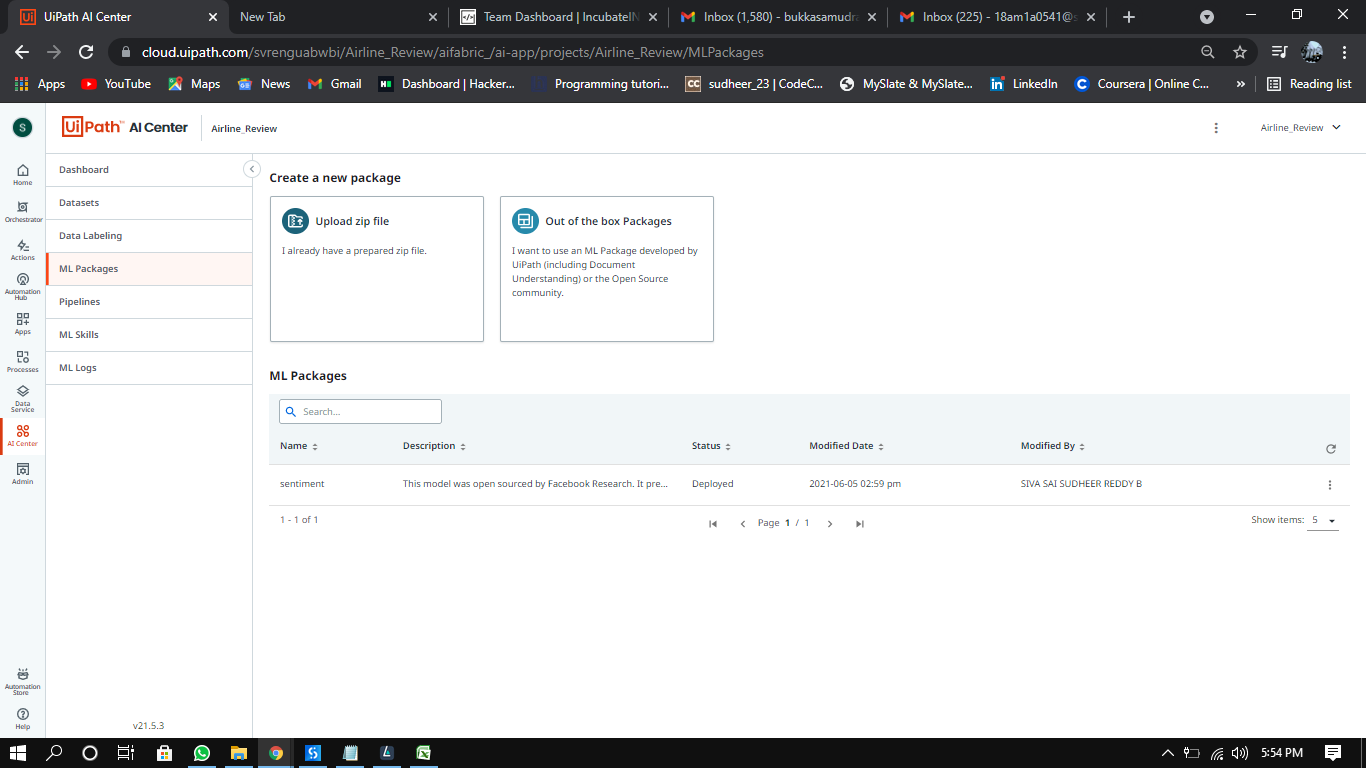 UiPath AI Center
New Tab
Team Dashboard | IncubateIN
Inbox (1,580) - bukkasamudra
Inbox (225) - 18am1a0541@s
cloud.uipath.com/svrenguabwbi/Airline_Review/aifabric_/ai-app/projects/Airline_Review/MLPackages
Apps
YouTube
Maps
News
Gmail
Dashboard | Hacker...
Programming tutori...
sudheer_23 | CodeC...
MySlate & MySlate...
LinkedIn
Coursera | Online C...
»
Reading list
S
UiPath AI Center
Airline_Review
Airline_Review
Home
Orchestrator
Actions
Automation
Hub
Apps
Processes
Data
Service
AI Center
Admin
Automation
Store
Help
Dashboard
Datasets
Data Labeling
ML Packages
Pipelines
ML Skills
ML Logs
v21.5.3
Create a new package
Upload zip file
I already have a prepared zip file.
Out of the box Packages
I want to use an ML Package developed by
UiPath (including Document
Understanding) or the Open Source
community.
ML Packages
Search...
Name Description Status Modified Date Modified By
sentiment This model was open sourced by Facebook Research. It pre... Deployed 2021-06-05 02:59 pm SIVA SAI SUDHEER REDDY B
1 - 1 of 1
Page 1 / 1
Show items: 5
5:54 PM